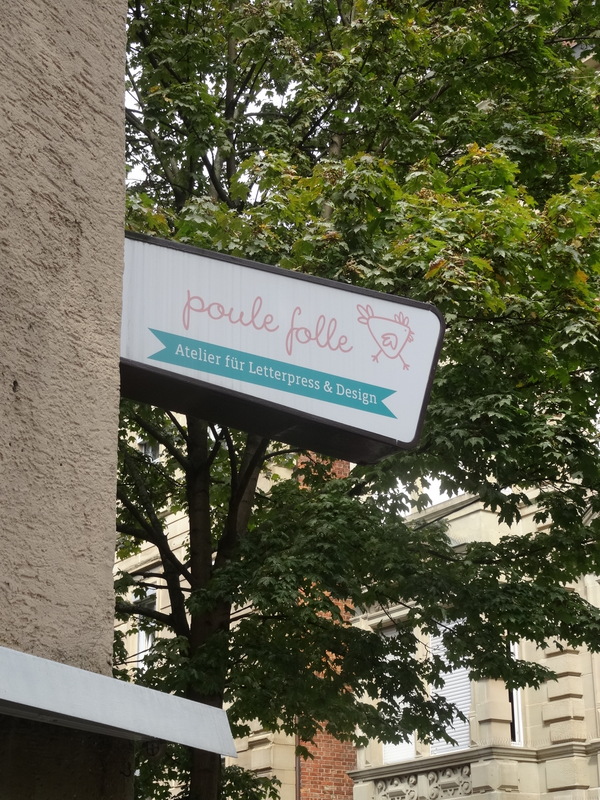 poule folle
Atelier für Letterpress & Design